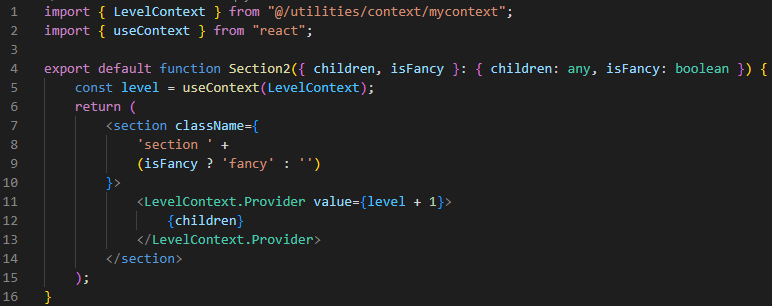 1 import { LevelContext } from "@/utilities/context/mycontext";
2 import { useContext } from "react";
3
4 export default function Section2({ children, isFancy }: { children: any, isFancy: boolean }) {
5     const level = useContext(LevelContext);
6     return (
7         <section className={
8             'section ' +
9             (isFancy ? 'fancy' : '')
10         }>
11             <LevelContext.Provider value={level + 1}>
12                 {children}
13             </LevelContext.Provider>
14         </section>
15     );
16 }